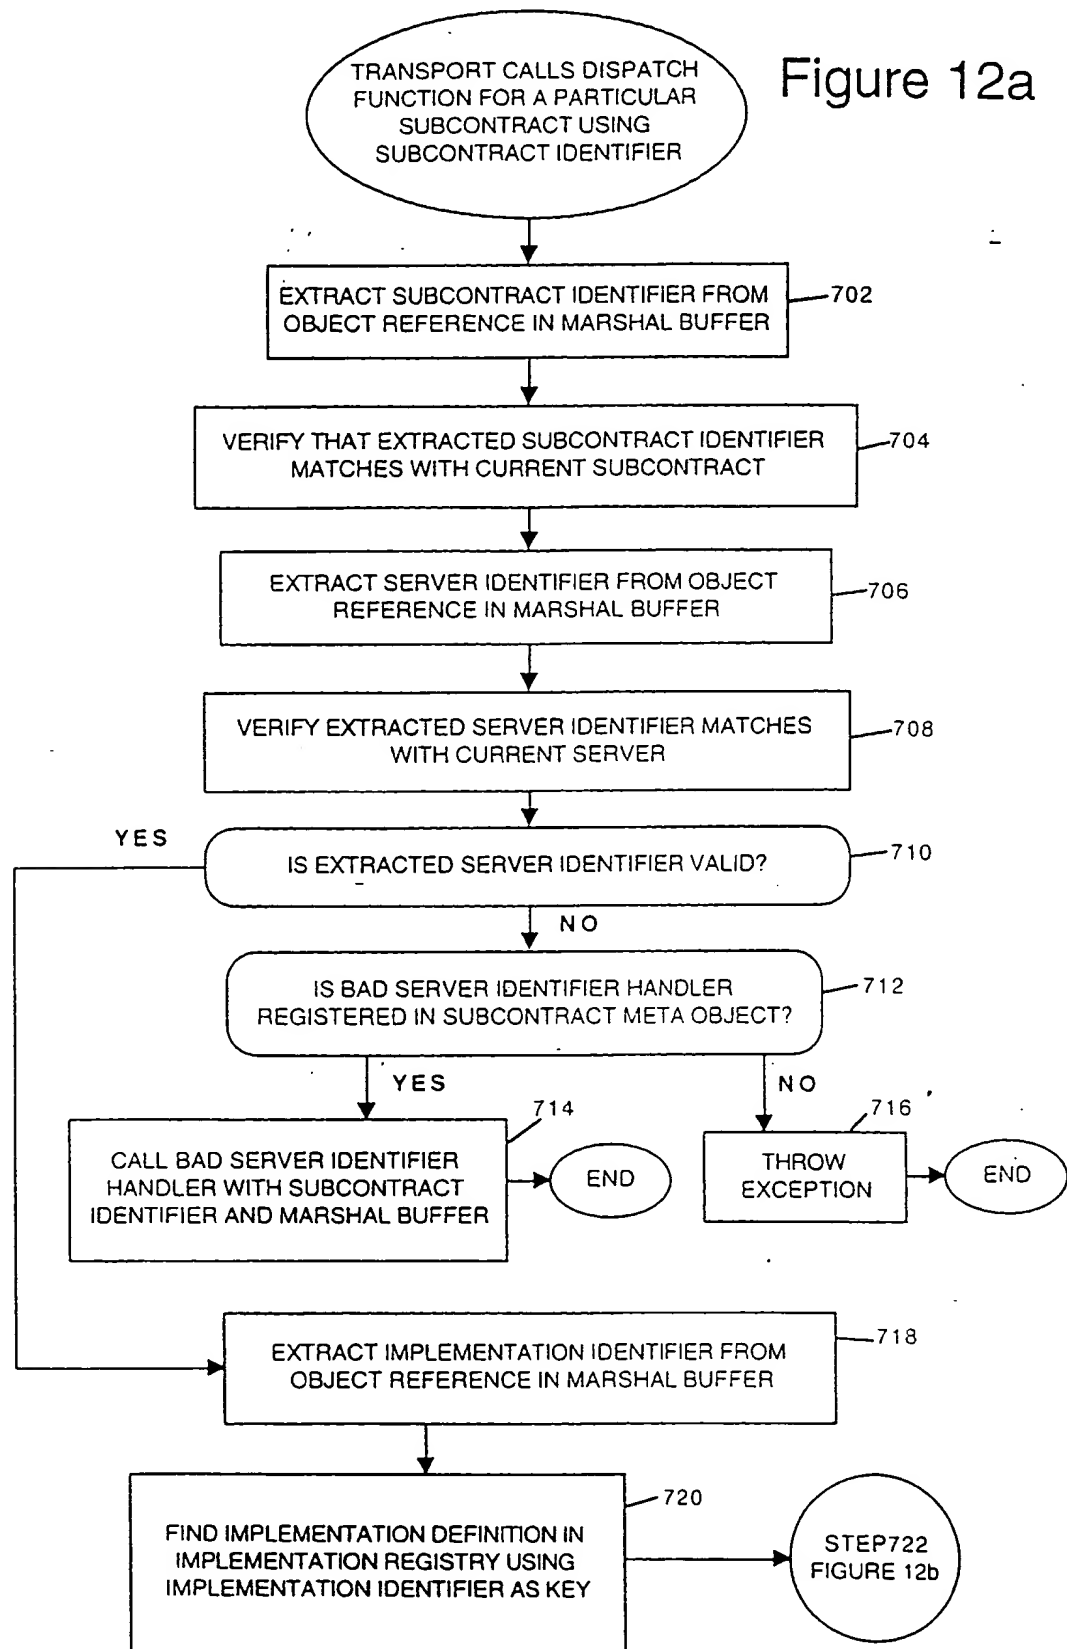 Figure 12a
TRANSPORT CALLS DISPATCH
FUNCTION FOR A PARTICULAR
SUBCONTRACT USING
SUBCONTRACT IDENTIFIER
EXTRACT SUBCONTRACT IDENTIFIER FROM
OBJECT REFERENCE IN MARSHAL BUFFER
702
VERIFY THAT EXTRACTED SUBCONTRACT IDENTIFIER
MATCHES WITH CURRENT SUBCONTRACT
704
EXTRACT SERVER IDENTIFIER FROM OBJECT
REFERENCE IN MARSHAL BUFFER
706
VERIFY EXTRACTED SERVER IDENTIFIER MATCHES
WITH CURRENT SERVER
708
YES
IS EXTRACTED SERVER IDENTIFIER VALID?
710
NO
IS BAD SERVER IDENTIFIER HANDLER
REGISTERED IN SUBCONTRACT META OBJECT?
712
YES
NO
714
CALL BAD SERVER IDENTIFIER
HANDLER WITH SUBCONTRACT
IDENTIFIER AND MARSHAL BUFFER
END
716
THROW
EXCEPTION
END
EXTRACT IMPLEMENTATION IDENTIFIER FROM
OBJECT REFERENCE IN MARSHAL BUFFER
718
FIND IMPLEMENTATION DEFINITION IN
IMPLEMENTATION REGISTRY USING
IMPLEMENTATION IDENTIFIER AS KEY
720
STEP722
FIGURE 12b